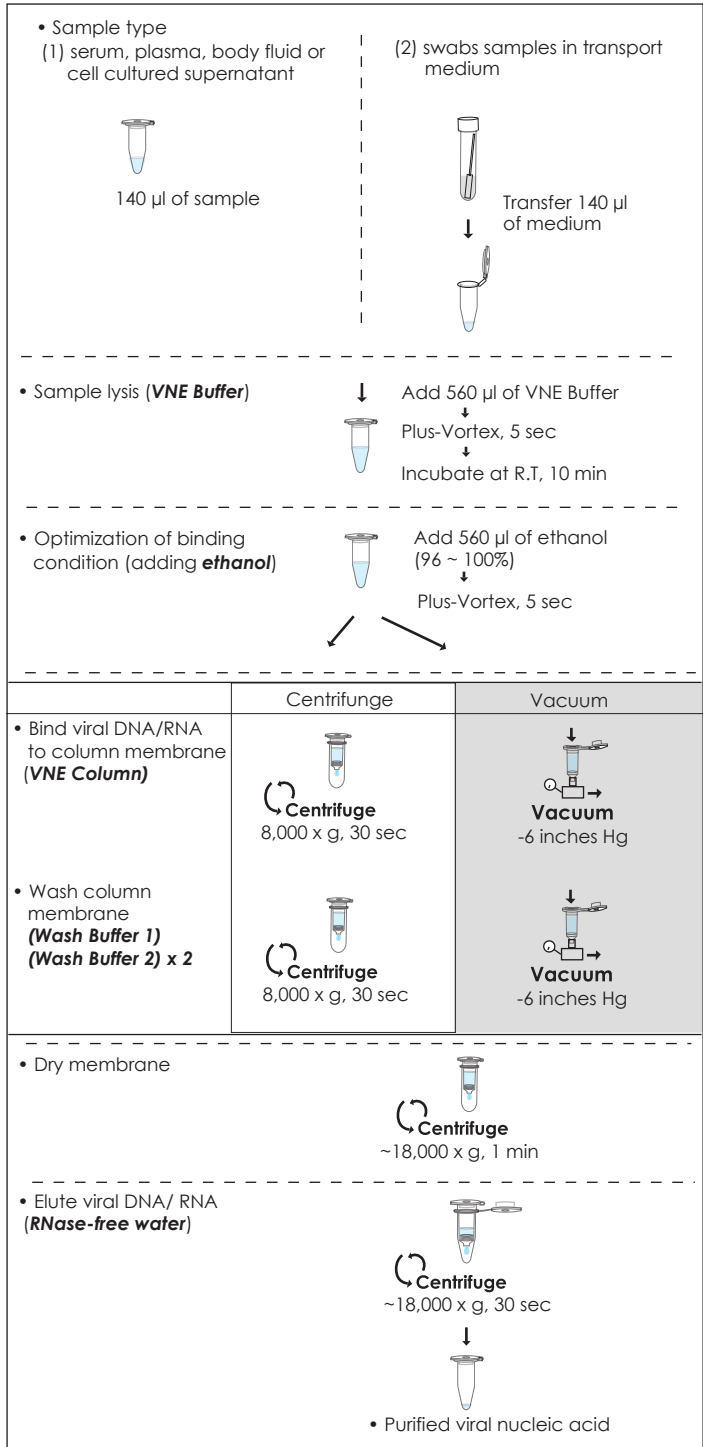 • Sample type
(1) serum, plasma, body fluid or
cell cultured supernatant
140 µl of sample
(2) swabs samples in transport
medium
Transfer 140 µl
of medium
• Sample lysis (VNE Buffer)
Add 560 µl of VNE Buffer
Plus-Vortex, 5 sec
Incubate at R.T, 10 min
• Optimization of binding
condition (adding ethanol)
Add 560 µl of ethanol
(96 ~ 100%)
Plus-Vortex, 5 sec
Centrifunge
Vacuum
• Bind viral DNA/RNA
to column membrane
(VNE Column)
Centrifuge
8,000 x g, 30 sec
Vacuum
-6 inches Hg
• Wash column
membrane
(Wash Buffer 1)
(Wash Buffer 2) x 2
Centrifuge
8,000 x g, 30 sec
Vacuum
-6 inches Hg
• Dry membrane
Centrifuge
~18,000 x g, 1 min
• Elute viral DNA/ RNA
(RNase-free water)
Centrifuge
~18,000 x g, 30 sec
• Purified viral nucleic acid